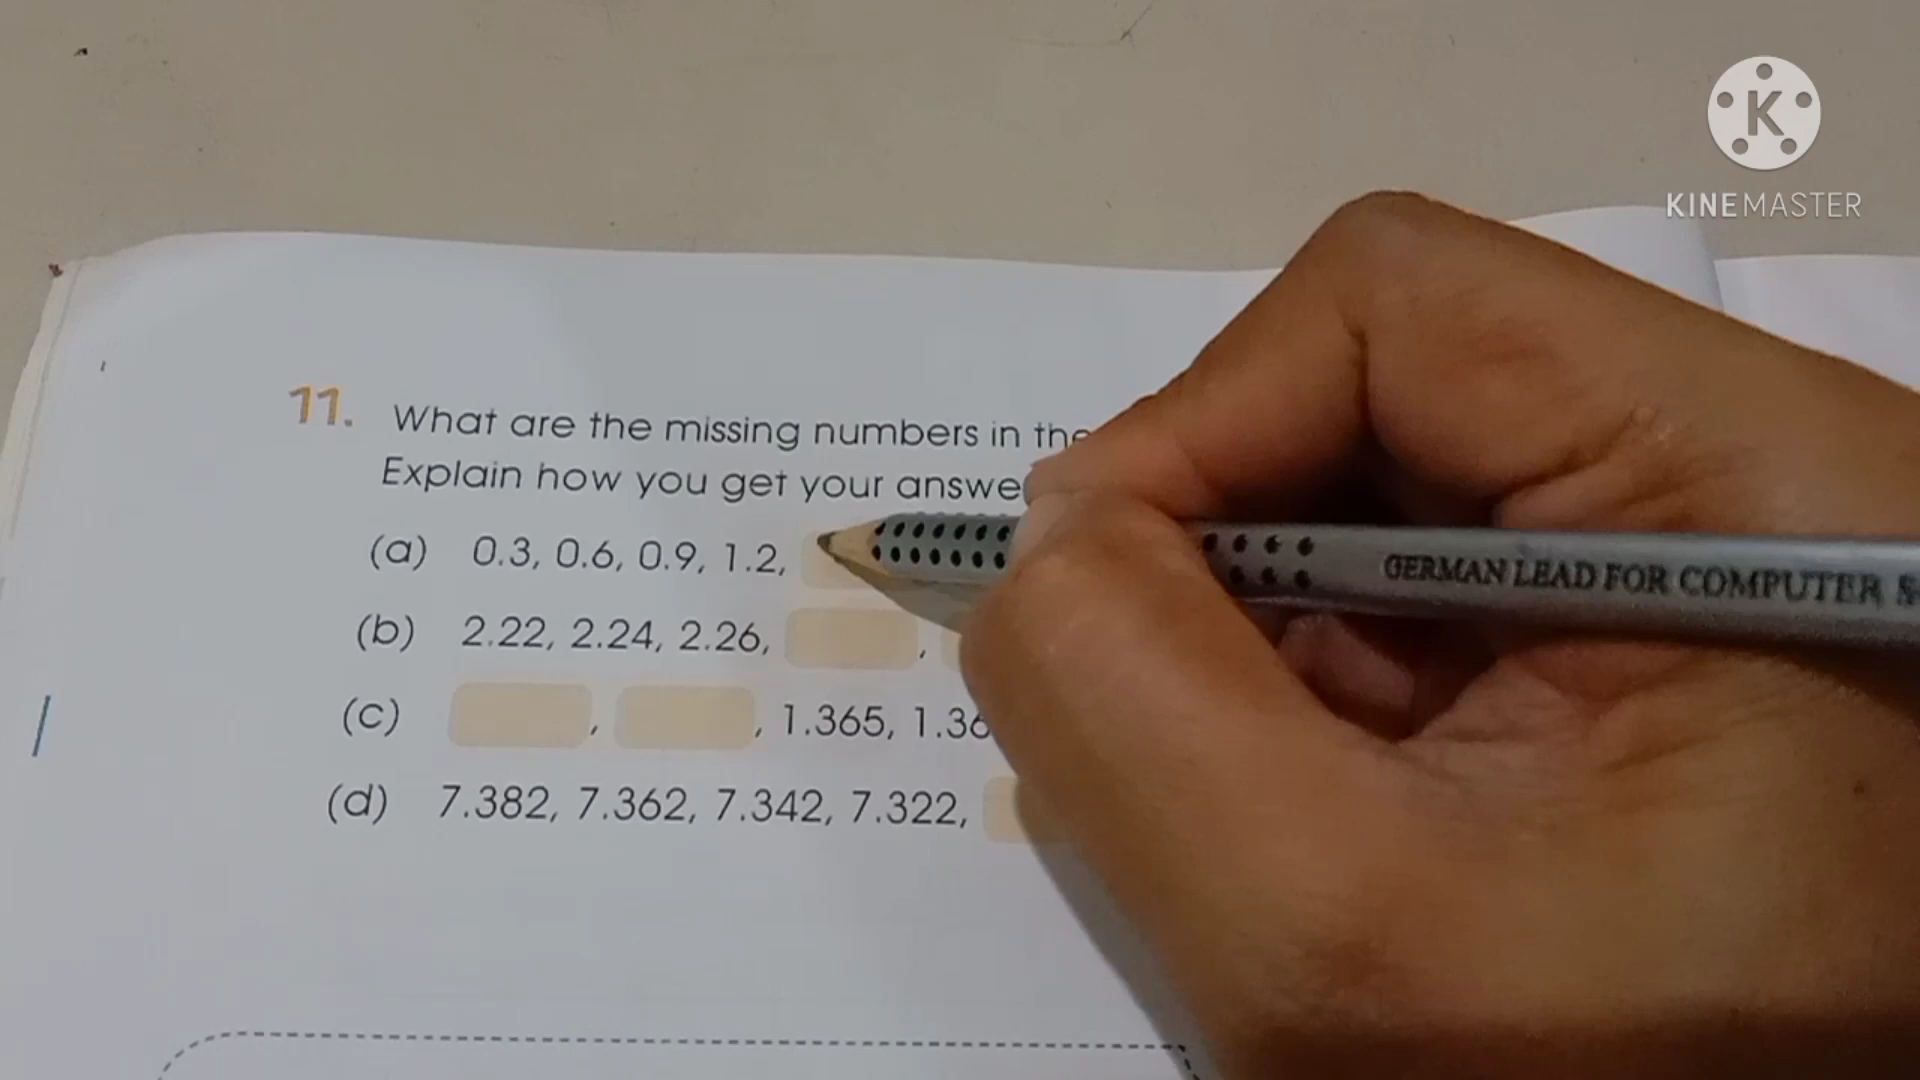 K
KINEMASTER
11. What are the missing numbers in the
Explain how you get your
(a) 0.3, 0.6, 0.9, 1.2,
GERMAN LEAD FOR COMPUTER
(b) 2.22, 2.24, 2.26, ,
(c) , , 1.365,
(d) 7.382, 7.362, 7.342, 7.322,